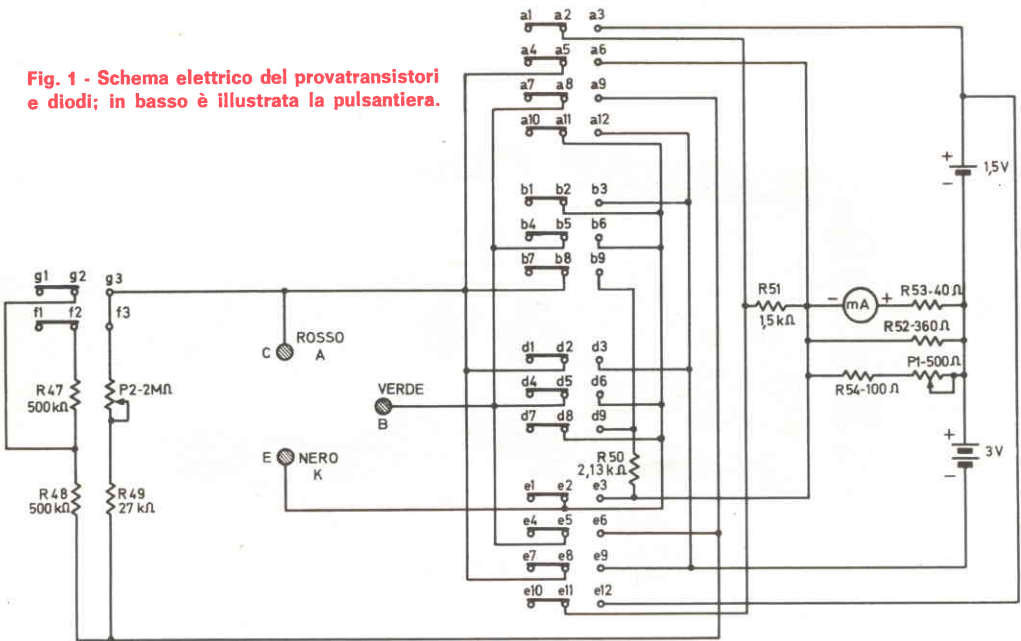 Fig. 1 - Schema elettrico del provatransistori
e diodi; in basso è illustrata la pulsantiera.
a1 a2 a3
a4 a5 a6
a7 a8 a9
a10 a11 a12
+ 1,5V
-
b1 b2 b3
b4 b5 b6
b7 b8 b9
g1 g2 g3
f1 f2 f3
R51
1,5 kΩ
- mA + R53-40 Ω
R52-360 Ω
P1-500 Ω
R54-100 Ω
C ROSSO
A
VERDE
B
E NERO
K
d1 d2 d3
d4 d5 d6
d7 d8 d9
R47
500 kΩ
P2-2MΩ
R50
2,13 kΩ
+ 3V
-
R48
500 kΩ
R49
27 kΩ
e1 e2 e3
e4 e5 e6
e7 e8 e9
e10 e11 e12